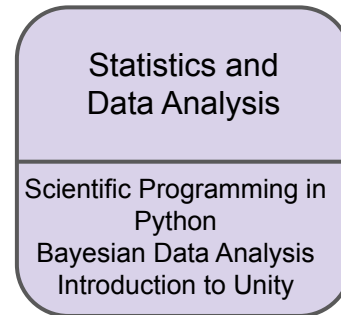 Statistics and
Data Analysis
Scientific Programming in
Python
Bayesian Data Analysis
Introduction to Unity